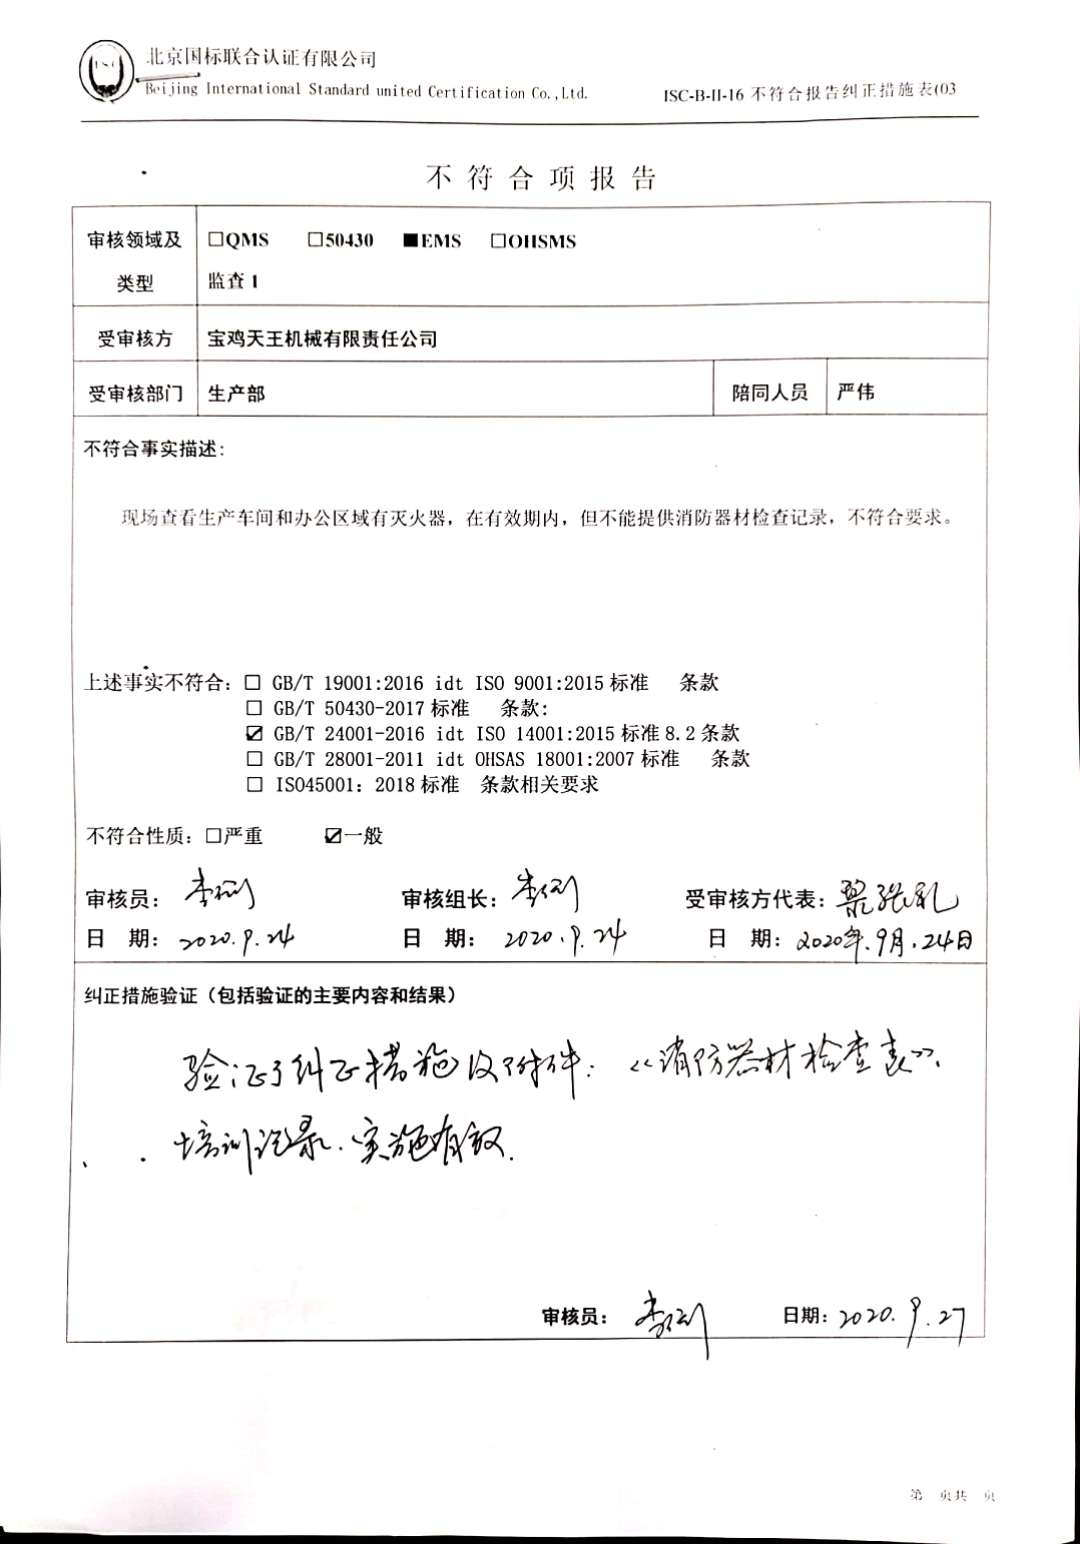 北京国标联合认证有限公司
Beijing International Standard united Certification Co.,Ltd.
ISC-B-II-16 不符合报告纠正措施表(03
不符合项报告
审核领域及类型 □QMS □50430 ■EMS □OHSMS
监查 1
受审核方 宝鸡天王机械有限责任公司
受审核部门 生产部 陪同人员 严伟
不符合事实描述:
现场查看生产车间和办公区域有灭火器，在有效期内，但不能提供消防器材检查记录，不符合要求。
上述事实不符合: □ GB/T 19001:2016 idt ISO 9001:2015 标准 条款
□ GB/T 50430-2017 标准 条款:
☑ GB/T 24001-2016 idt ISO 14001:2015 标准 8.2 条款
□ GB/T 28001-2011 idt OHSAS 18001:2007 标准 条款
□ ISO45001: 2018 标准 条款相关要求
不符合性质: □严重 ☑一般
审核员: 审核组长: 受审核方代表:
日 期: 2020.9.24 日 期: 2020.9.24 日 期: 2020年.9月.24日
纠正措施验证（包括验证的主要内容和结果）
验证了纠正措施及附件: 《消防器材检查表》.
培训记录.实施有效.
审核员: 日期: 2020.9.27
第 页共 页